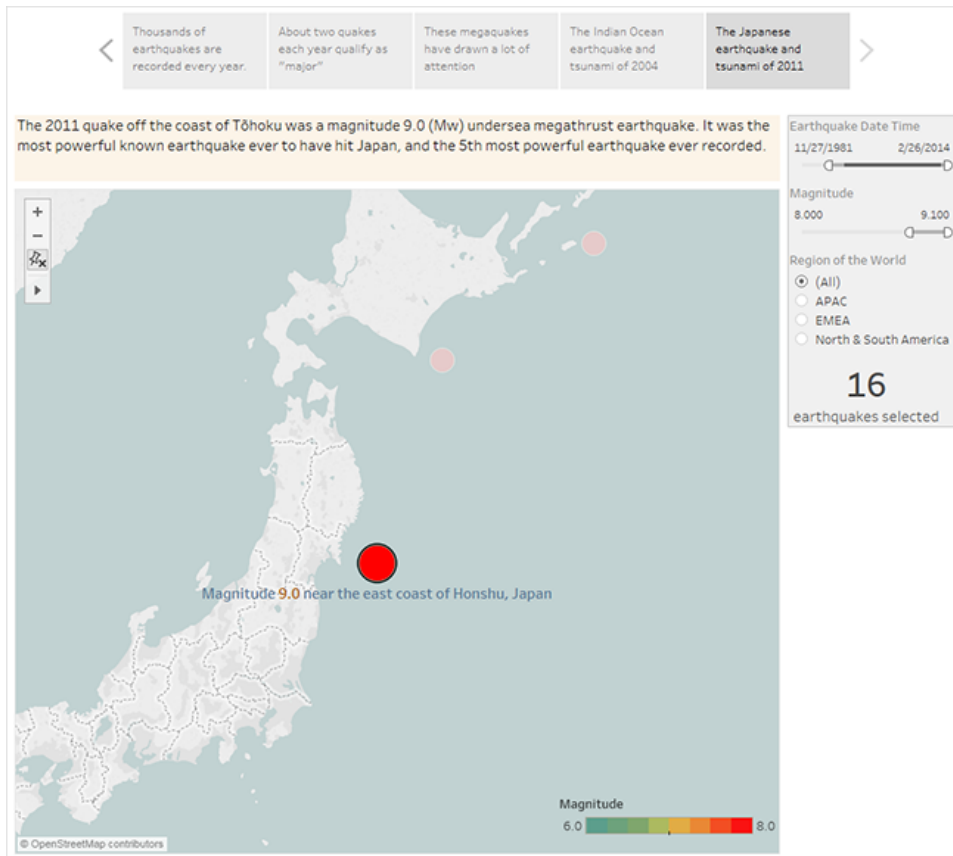 Thousands of
earthquakes are
recorded every year.
About two quakes
each year qualify as
"major"
These megaquakes
have drawn a lot of
attention
The Indian Ocean
earthquake and
tsunami of 2004
The Japanese
earthquake and
tsunami of 2011
The 2011 quake off the coast of Tōhoku was a magnitude 9.0 (Mw) undersea megathrust earthquake. It was the
most powerful known earthquake ever to have hit Japan, and the 5th most powerful earthquake ever recorded.
Earthquake Date Time
11/27/1981 2/26/2014
Magnitude
8.000 9.100
Region of the World
(All)
APAC
EMEA
North & South America
16
earthquakes selected
Magnitude 9.0 near the east coast of Honshu, Japan
Magnitude
6.0 8.0
© OpenStreetMap contributors